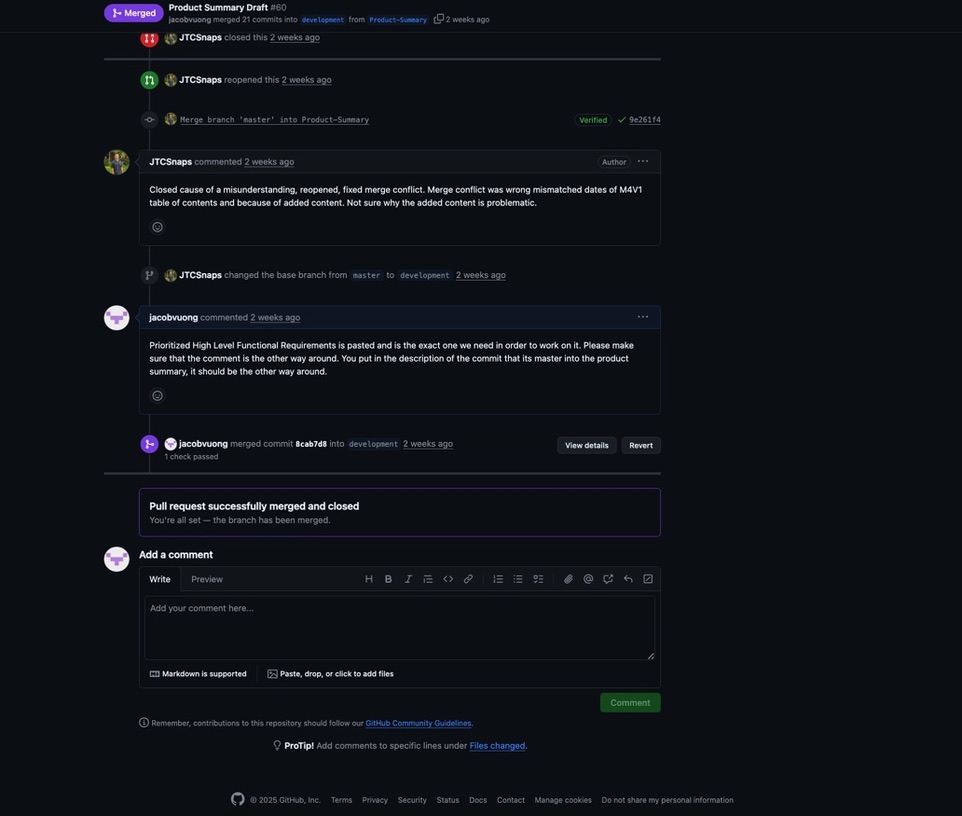 Merged
Product Summary Draft #60
jacobvuong merged 21 commits into development from Product-Summary 2 weeks ago
JTCSnaps closed this 2 weeks ago
JTCSnaps reopened this 2 weeks ago
Merge branch 'master' into Product-Summary Verified 9e261f4
JTCSnaps commented 2 weeks ago Author
Closed cause of a misunderstanding, reopened, fixed merge conflict. Merge conflict was wrong mismatched dates of M4V1
table of contents and because of added content. Not sure why the added content is problematic.
JTCSnaps changed the base branch from master to development 2 weeks ago
jacobvuong commented 2 weeks ago
Prioritized High Level Functional Requirements is pasted and is the exact one we need in order to work on it. Please make
sure that the comment is the other way around. You put in the description of the commit that its master into the product
summary, it should be the other way around.
jacobvuong merged commit 8cab7d8 into development 2 weeks ago View details Revert
1 check passed
Pull request successfully merged and closed
You're all set — the branch has been merged.
Add a comment
Write Preview
Add your comment here...
Markdown is supported Paste, drop, or click to add files
Comment
Remember, contributions to this repository should follow our GitHub Community Guidelines.
ProTip! Add comments to specific lines under Files changed.
© 2025 GitHub, Inc. Terms Privacy Security Status Docs Contact Manage cookies Do not share my personal information